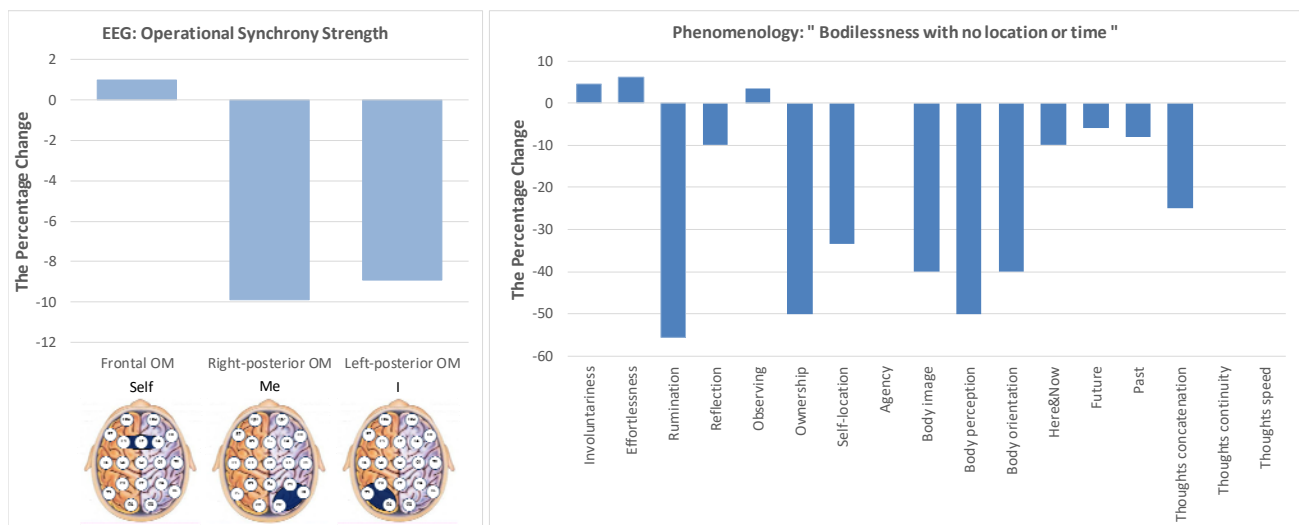 EEG: Operational Synchrony Strength
The Percentage Change
2
0
-2
-4
-6
-8
-10
-12
Frontal OM
Right-posterior OM
Left-posterior OM
Self
Me
I
Phenomenology: " Bodilessness with no location or time "
The Percentage Change
10
0
-10
-20
-30
-40
-50
-60
Involuntariness
Effortlessness
Rumination
Reflection
Observing
Ownership
Self-location
Agency
Body image
Body perception
Body orientation
Here&Now
Future
Past
Thoughts concatenation
Thoughts continuity
Thoughts speed